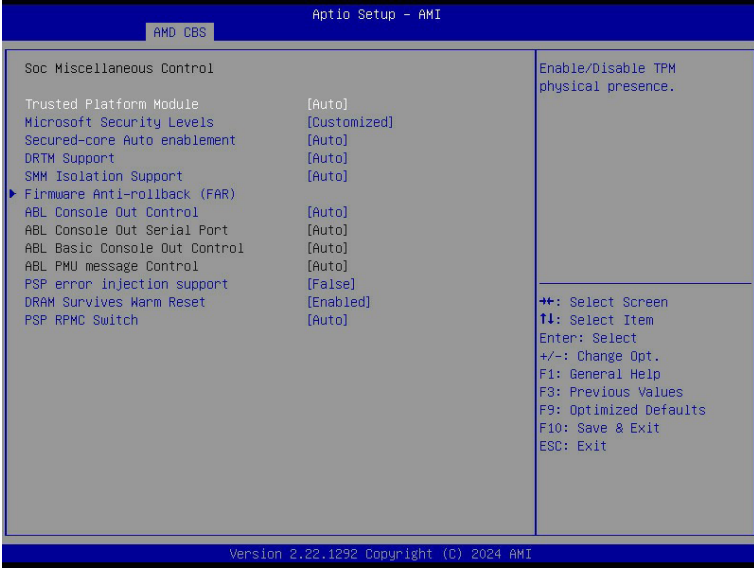 Aptio Setup - AMI
AMD CBS
Soc Miscellaneous Control
Trusted Platform Module [Auto]
Microsoft Security Levels [Customized]
Secured-core Auto enablement [Auto]
DRTM Support [Auto]
SMM Isolation Support [Auto]
Firmware Anti-rollback (FAR)
ABL Console Out Control [Auto]
ABL Console Out Serial Port [Auto]
ABL Basic Console Out Control [Auto]
ABL PMU message Control [Auto]
PSP error injection support [False]
DRAM Survives Warm Reset [Enabled]
PSP RPMC Switch [Auto]
Enable/Disable TPM
physical presence.
→←: Select Screen
↑↓: Select Item
Enter: Select
+/-: Change Opt.
F1: General Help
F3: Previous Values
F9: Optimized Defaults
F10: Save & Exit
ESC: Exit
Version 2.22.1292 Copyright (C) 2024 AMI